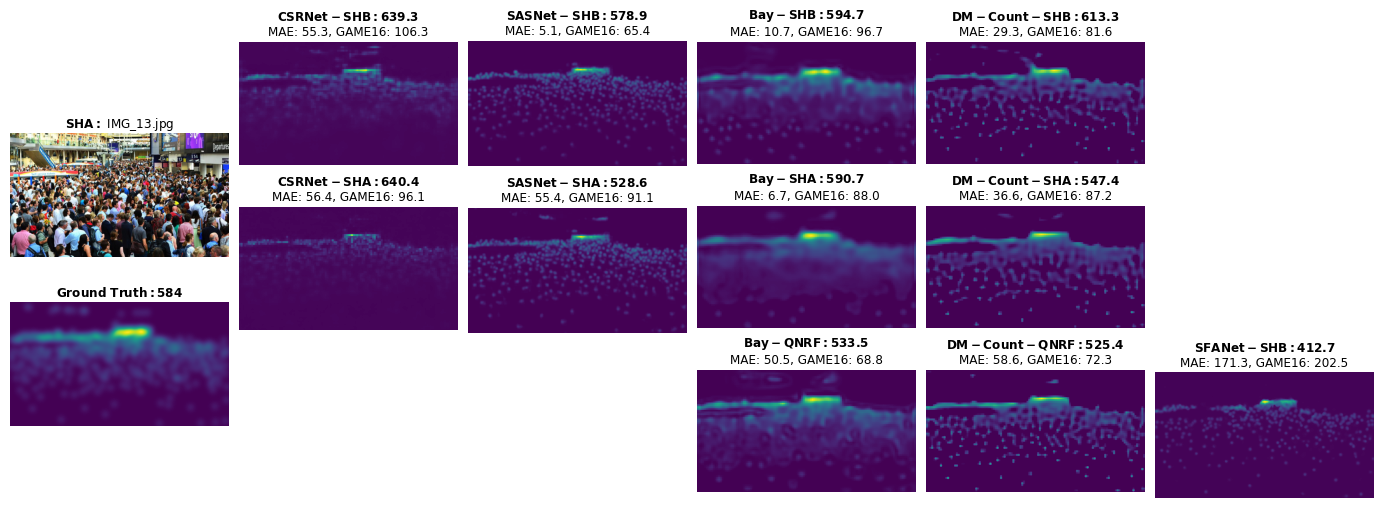 CSRNet − SHB : 639.3
MAE: 55.3, GAME16: 106.3
SASNet − SHB : 578.9
MAE: 5.1, GAME16: 65.4
Bay − SHB : 594.7
MAE: 10.7, GAME16: 96.7
DM − Count − SHB : 613.3
MAE: 29.3, GAME16: 81.6
SHA : IMG_13.jpg
Departures
CSRNet − SHA : 640.4
MAE: 56.4, GAME16: 96.1
SASNet − SHA : 528.6
MAE: 55.4, GAME16: 91.1
Bay − SHA : 590.7
MAE: 6.7, GAME16: 88.0
DM − Count − SHA : 547.4
MAE: 36.6, GAME16: 87.2
Ground Truth : 584
Bay − QNRF : 533.5
MAE: 50.5, GAME16: 68.8
DM − Count − QNRF : 525.4
MAE: 58.6, GAME16: 72.3
SFANet − SHB : 412.7
MAE: 171.3, GAME16: 202.5